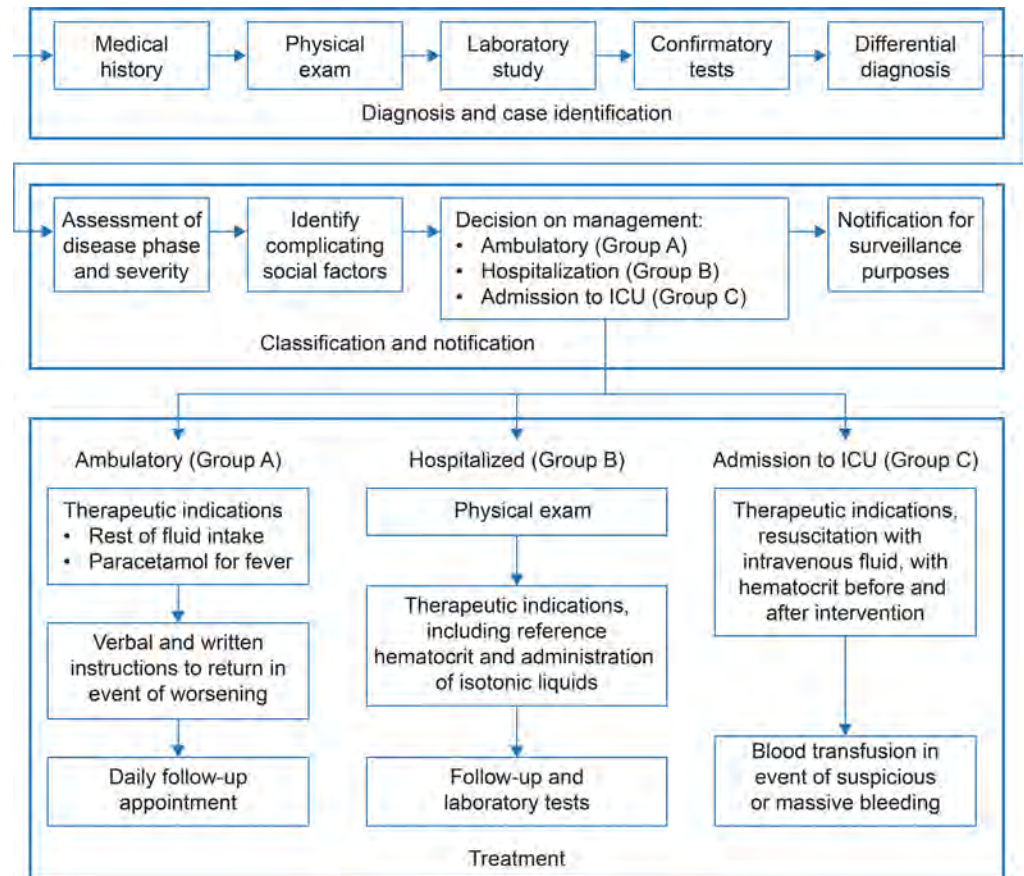 Medical
history
Physical
exam
Laboratory
study
Confirmatory
tests
Differential
diagnosis
Diagnosis and case identification
Assessment of
disease phase
and severity
Identify
complicating
social factors
Decision on management:
• Ambulatory (Group A)
• Hospitalization (Group B)
• Admission to ICU (Group C)
Notification for
surveillance
purposes
Classification and notification
Ambulatory (Group A)
Therapeutic indications
• Rest of fluid intake
• Paracetamol for fever
Verbal and written
instructions to return in
event of worsening
Daily follow-up
appointment
Hospitalized (Group B)
Physical exam
Therapeutic indications,
including reference
hematocrit and administration
of isotonic liquids
Follow-up and
laboratory tests
Admission to ICU (Group C)
Therapeutic indications,
resuscitation with
intravenous fluid, with
hematocrit before and
after intervention
Blood transfusion in
event of suspicious
or massive bleeding
Treatment